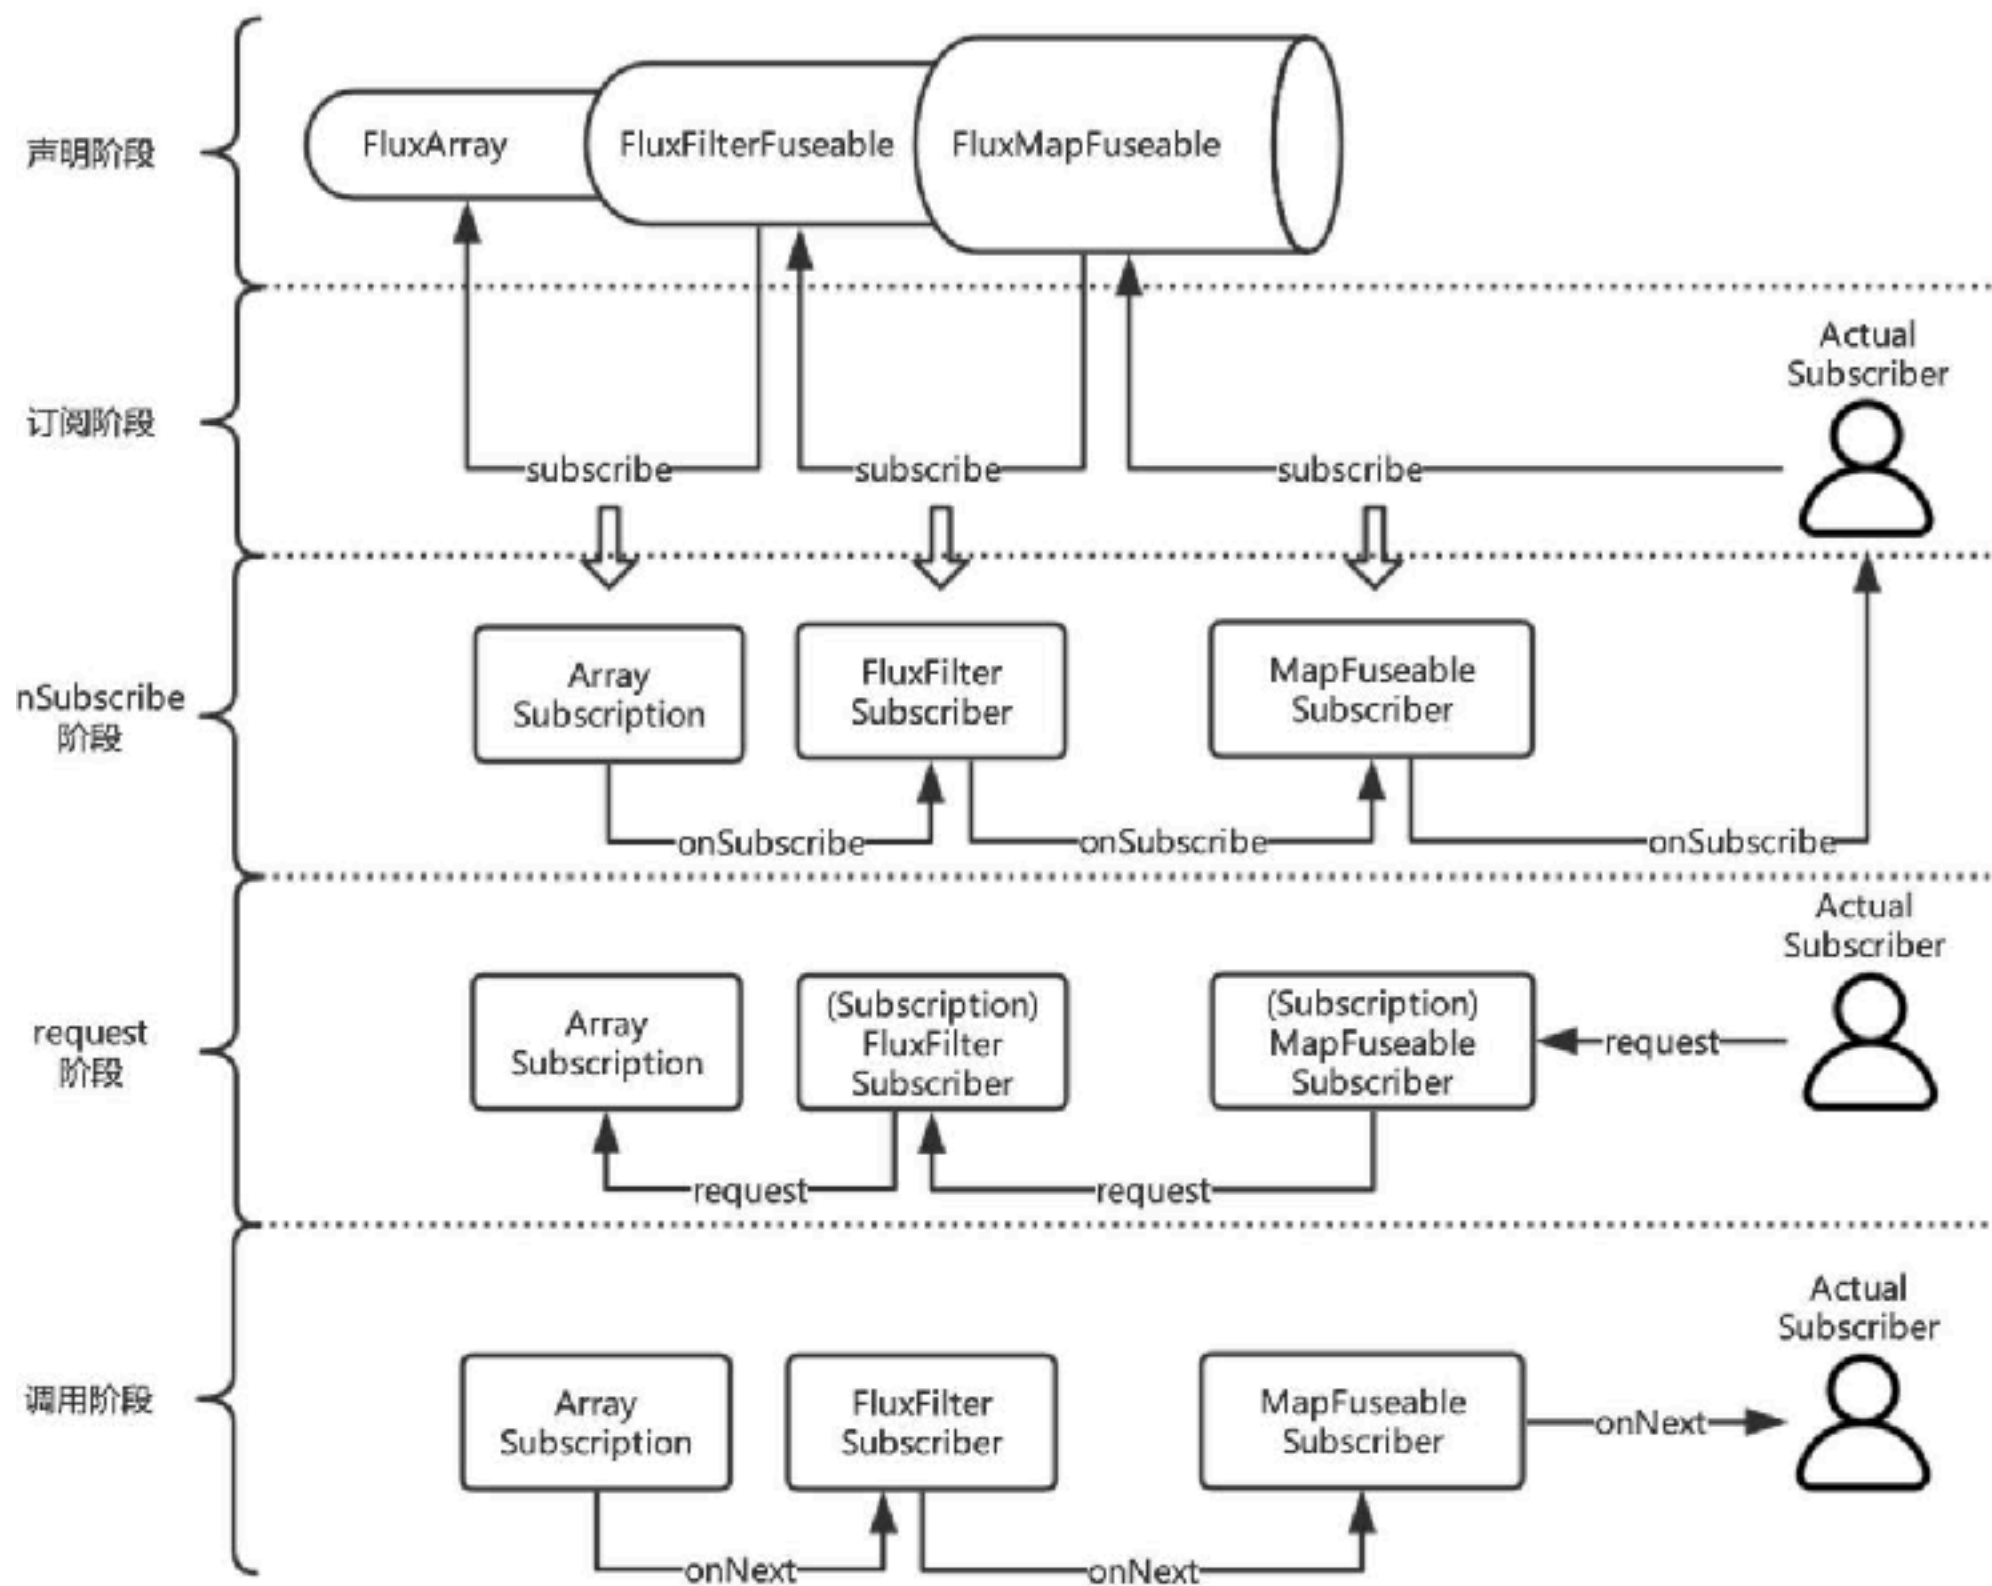 FluxArray
FluxFilterFuseable
FluxMapFuseable
声明阶段
Actual
Subscriber
订阅阶段
subscribe
subscribe
subscribe
nSubscribe
阶段
Array
Subscription
FluxFilter
Subscriber
MapFuseable
Subscriber
onSubscribe
onSubscribe
onSubscribe
Actual
Subscriber
request
阶段
Array
Subscription
(Subscription)
FluxFilter
Subscriber
(Subscription)
MapFuseable
Subscriber
request
request
request
Actual
Subscriber
调用阶段
Array
Subscription
FluxFilter
Subscriber
MapFuseable
Subscriber
onNext
onNext
onNext